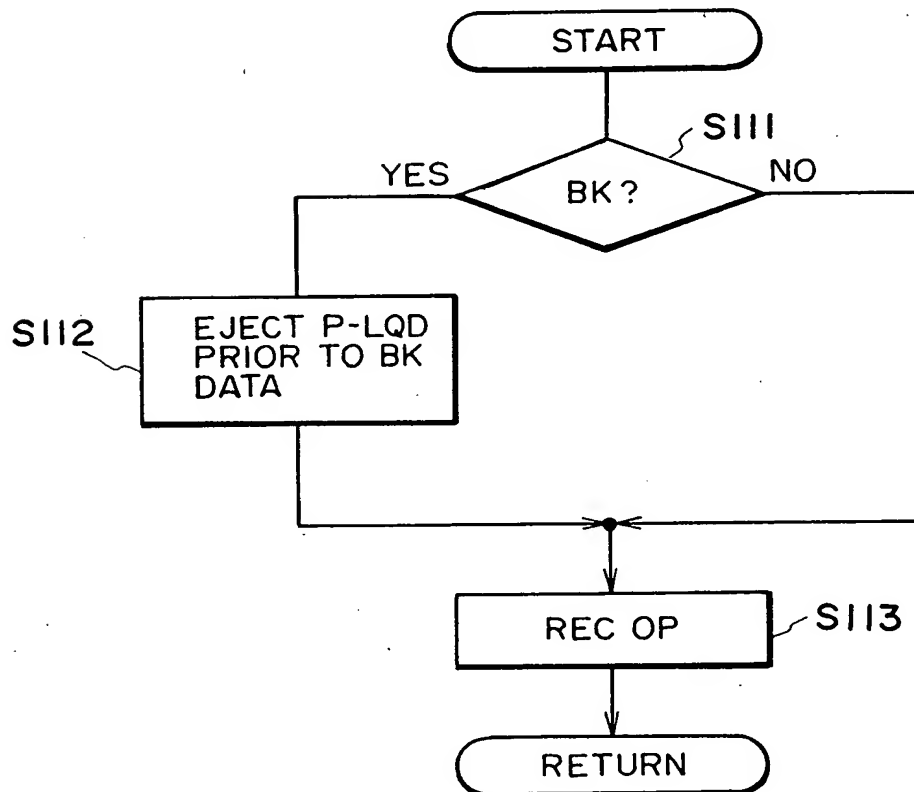 START
S111
YES
BK?
NO
S112
EJECT P-LQD
PRIOR TO BK
DATA
REC OP
S113
RETURN